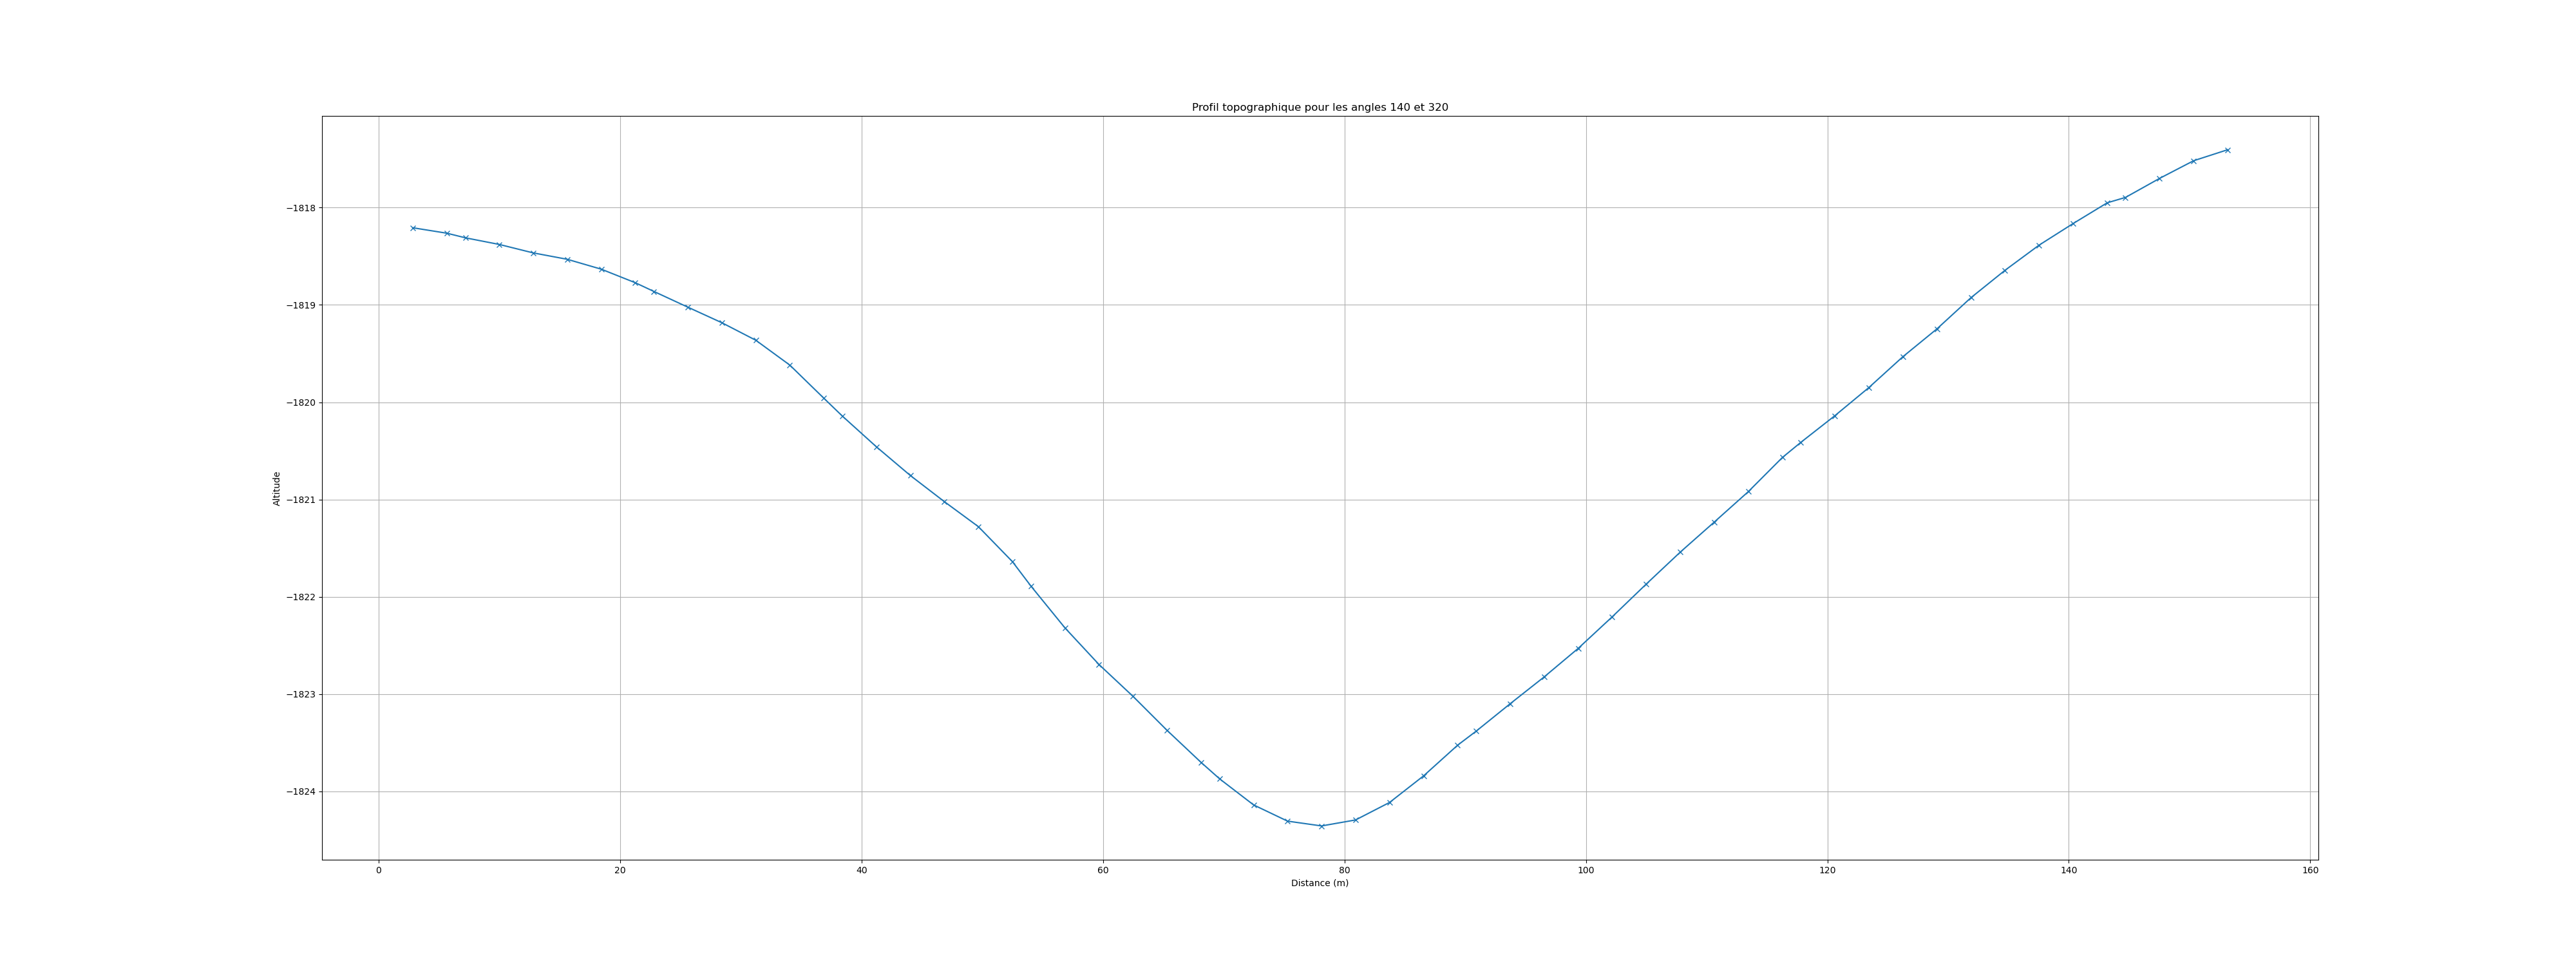 Profil topographique pour les angles 140 et 320
−1818
−1819
−1820
−1821
−1822
−1823
−1824
Altitude
0 20 40 60 80 100 120 140 160
Distance (m)